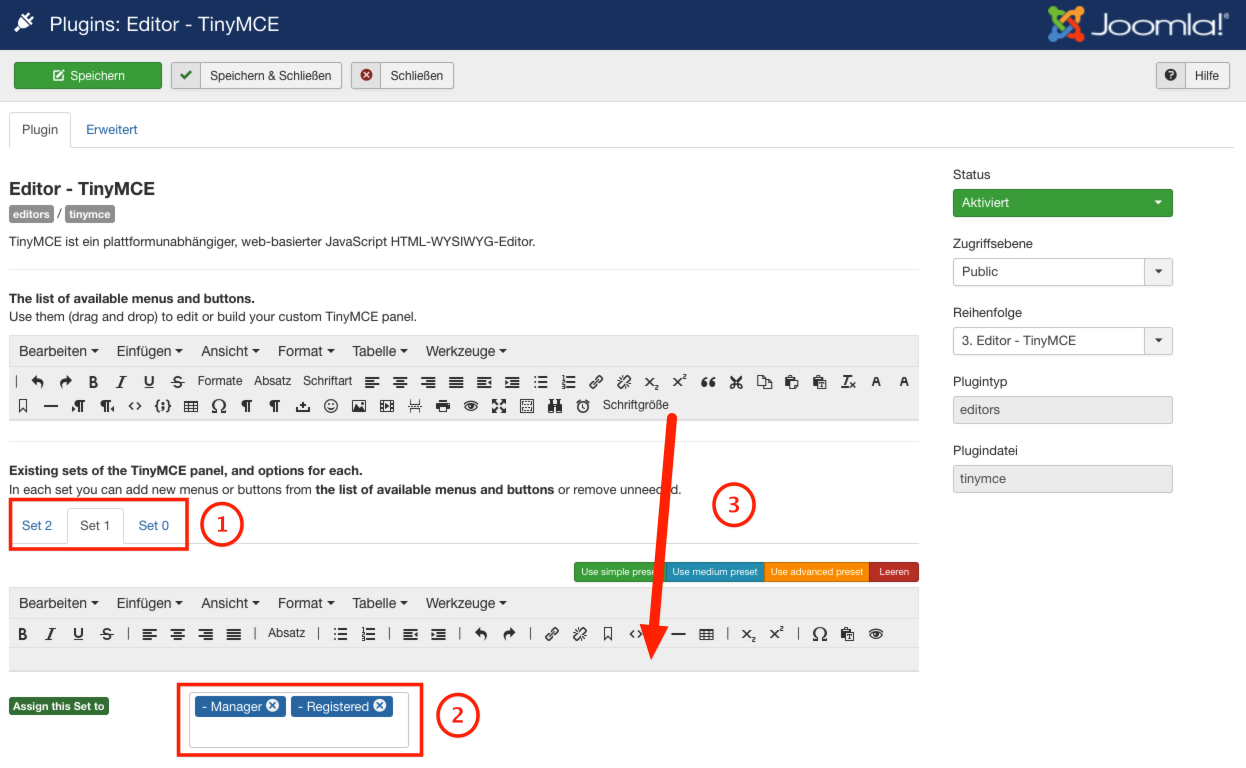 Plugins: Editor - TinyMCE
Joomla!®
Speichern
Speichern & Schließen
Schließen
Hilfe
Plugin
Erweitert
Editor - TinyMCE
editors / tinymce
TinyMCE ist ein plattformunabhängiger, web-basierter JavaScript HTML-WYSIWYG-Editor.
The list of available menus and buttons.
Use them (drag and drop) to edit or build your custom TinyMCE panel.
Bearbeiten Einfügen Ansicht Format Tabelle Werkzeuge
Formate Absatz Schriftart
Schriftgröße
Existing sets of the TinyMCE panel, and options for each.
In each set you can add new menus or buttons from the list of available menus and buttons or remove unneeded.
Set 2 Set 1 Set 0
1
3
Use simple preset Use medium preset Use advanced preset Leeren
Bearbeiten Einfügen Ansicht Format Tabelle Werkzeuge
Absatz
Assign this Set to
- Manager - Registered
2
Status
Aktiviert
Zugriffsebene
Public
Reihenfolge
3. Editor - TinyMCE
Plugintyp
editors
Plugindatei
tinymce